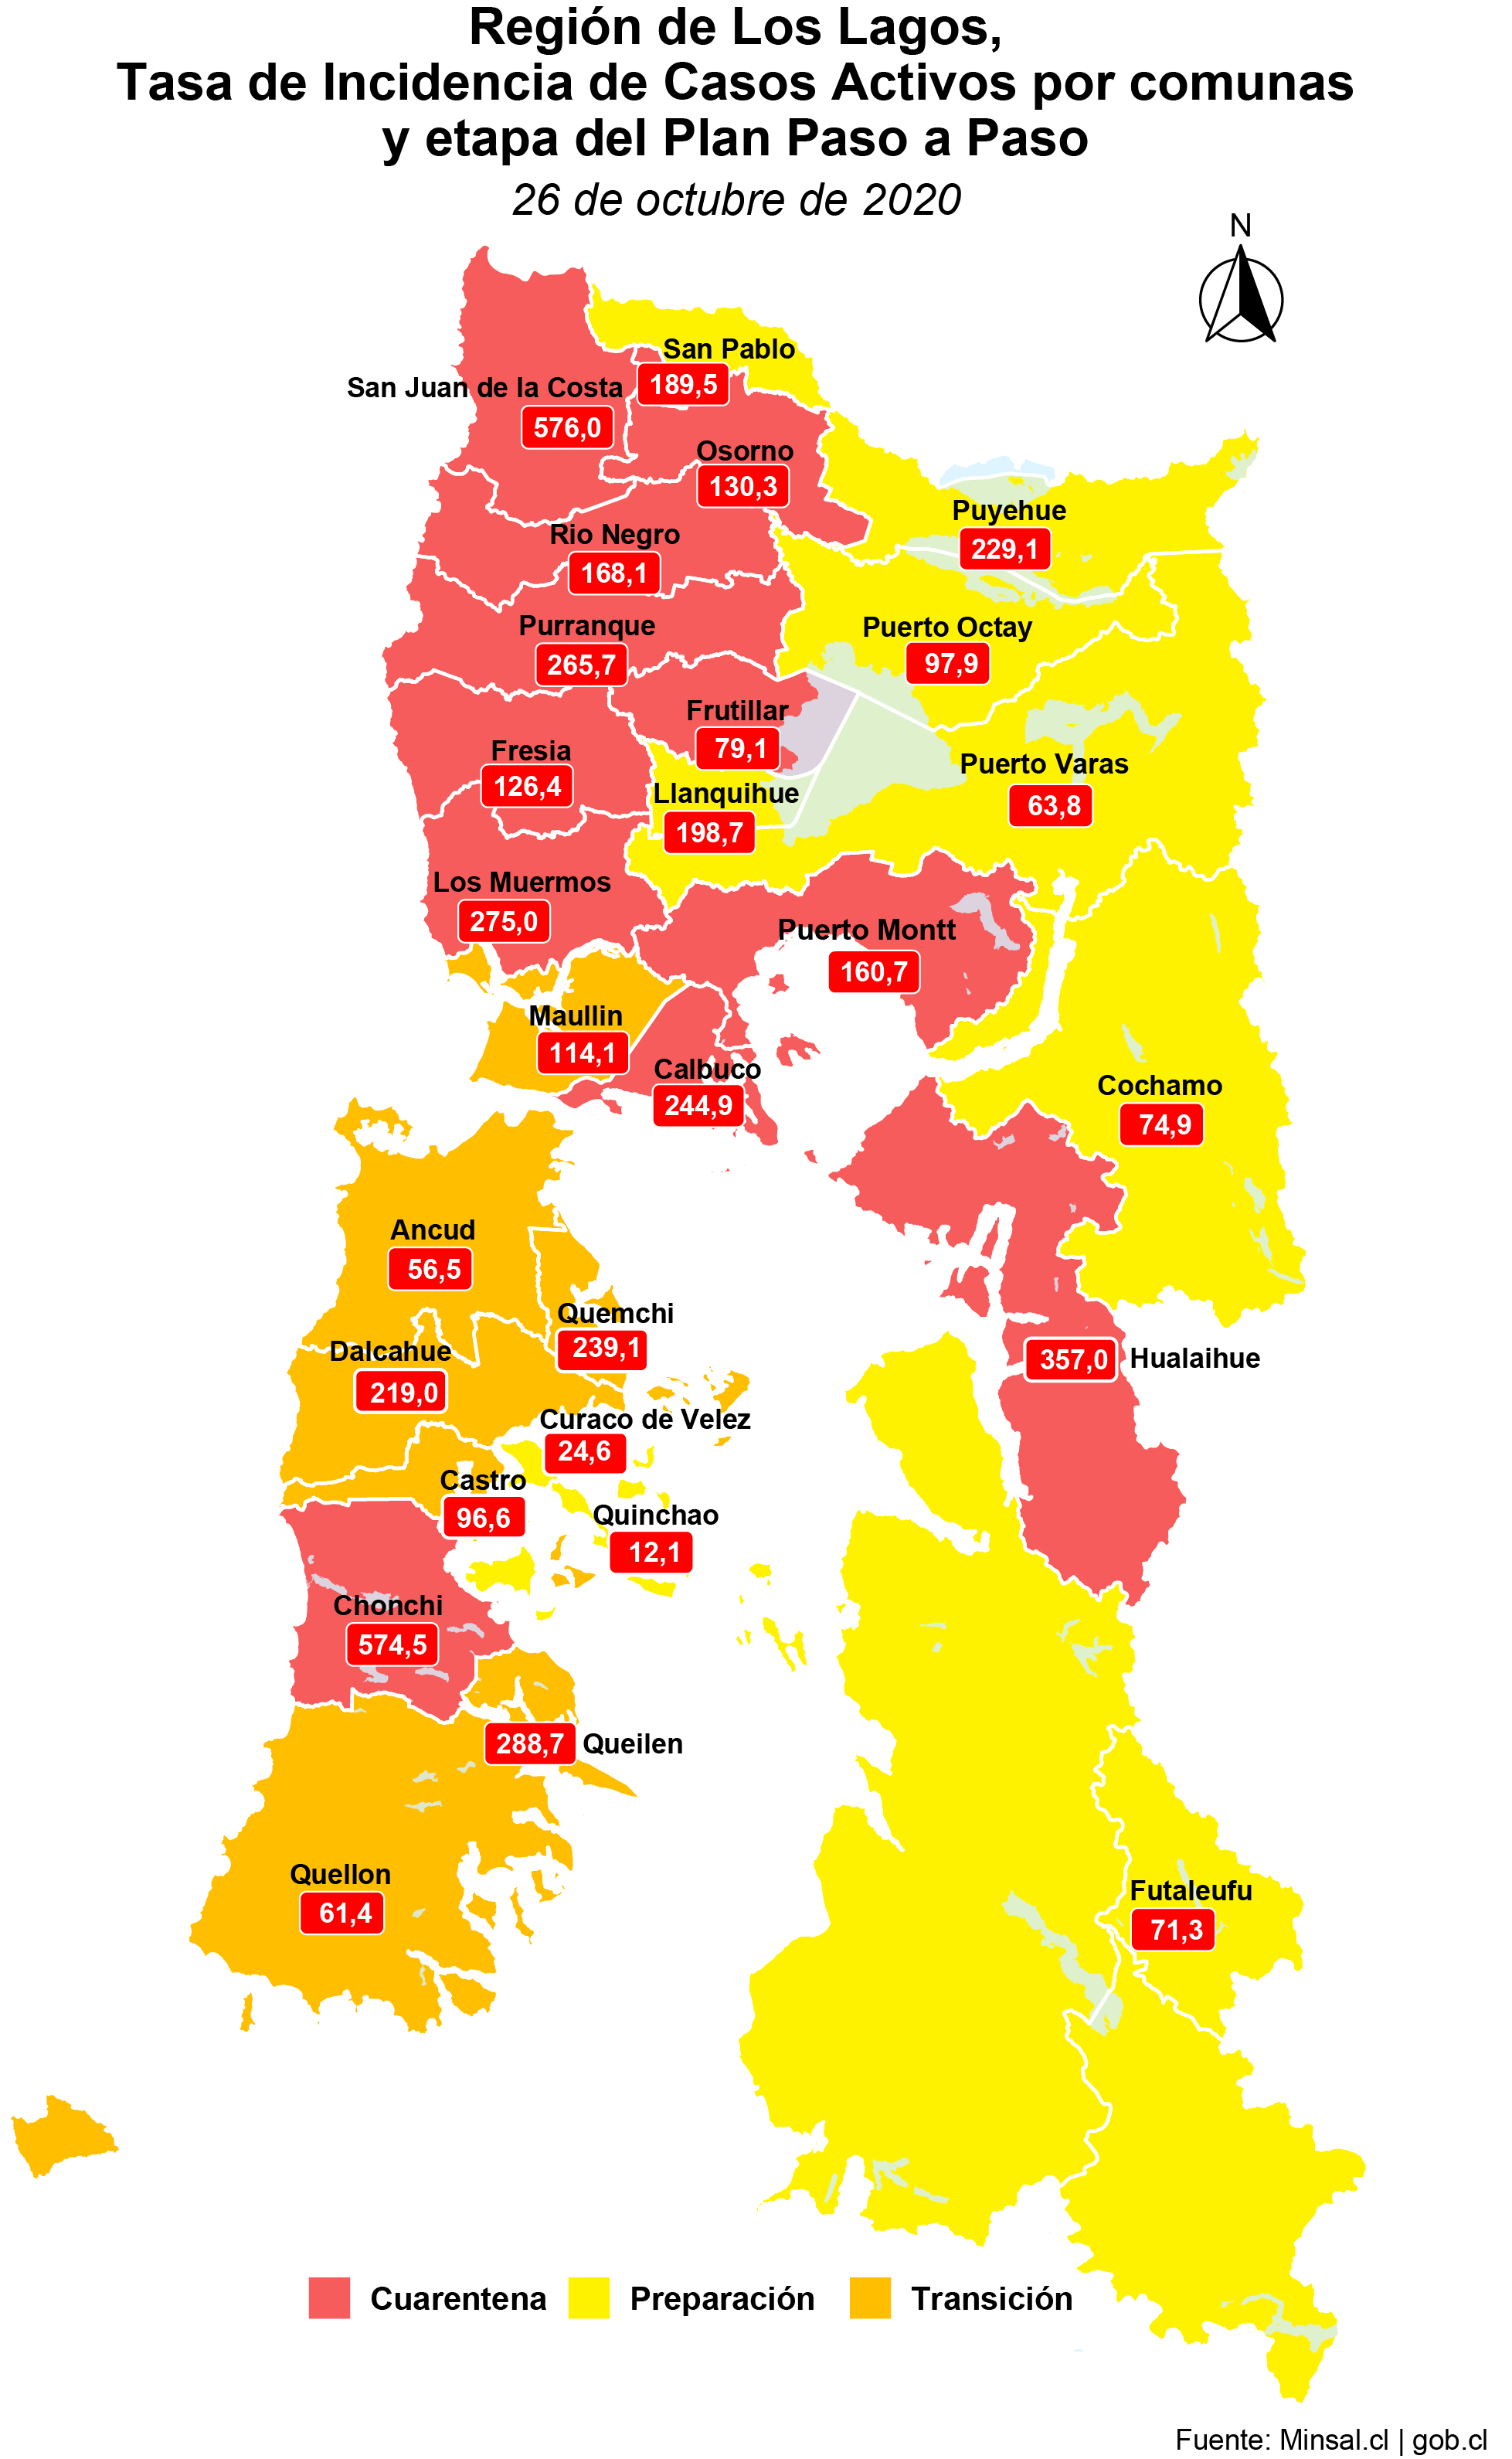 Región de Los Lagos,
Tasa de Incidencia de Casos Activos por comunas
y etapa del Plan Paso a Paso
26 de octubre de 2020
N
San Pablo
189,5
San Juan de la Costa
576,0
Osorno
130,3
Puyehue
229,1
Rio Negro
168,1
Purranque
265,7
Puerto Octay
97,9
Frutillar
79,1
Fresia
126,4
Puerto Varas
63,8
Llanquihue
198,7
Los Muermos
275,0
Puerto Montt
160,7
Maullin
114,1
Calbuco
244,9
Cochamo
74,9
Ancud
56,5
Quemchi
239,1
Dalcahue
219,0
357,0 Hualaihue
Curaco de Velez
24,6
Castro
96,6
Quinchao
12,1
Chonchi
574,5
288,7 Queilen
Quellon
61,4
Futaleufu
71,3
Cuarentena Preparación Transición
Fuente: Minsal.cl | gob.cl